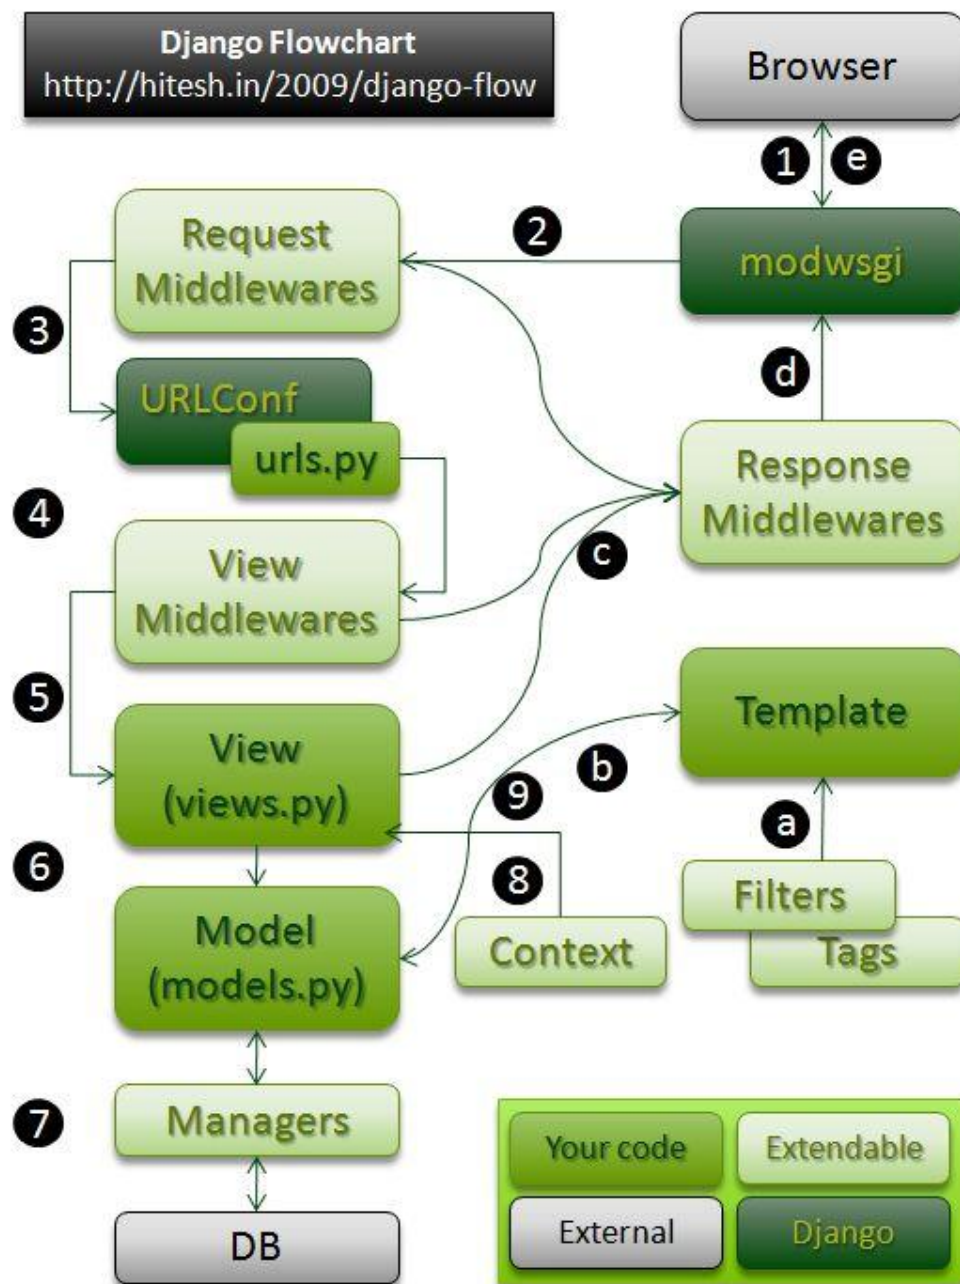 Django Flowchart
http://hitesh.in/2009/django-flow
Browser
1
e
Request
Middlewares
2
modwsgi
3
d
URLConf
urls.py
Response
Middlewares
4
View
Middlewares
c
5
View
(views.py)
Template
9
b
a
6
8
Model
(models.py)
Context
Filters
Tags
7
Managers
DB
Your code
Extendable
External
Django